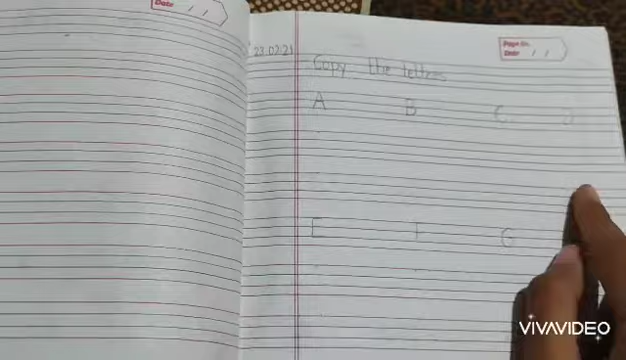 Date / /
23.02.21
Page No.
Date / /
Copy the letters
A B C D
E F G
VIVAVIDEO